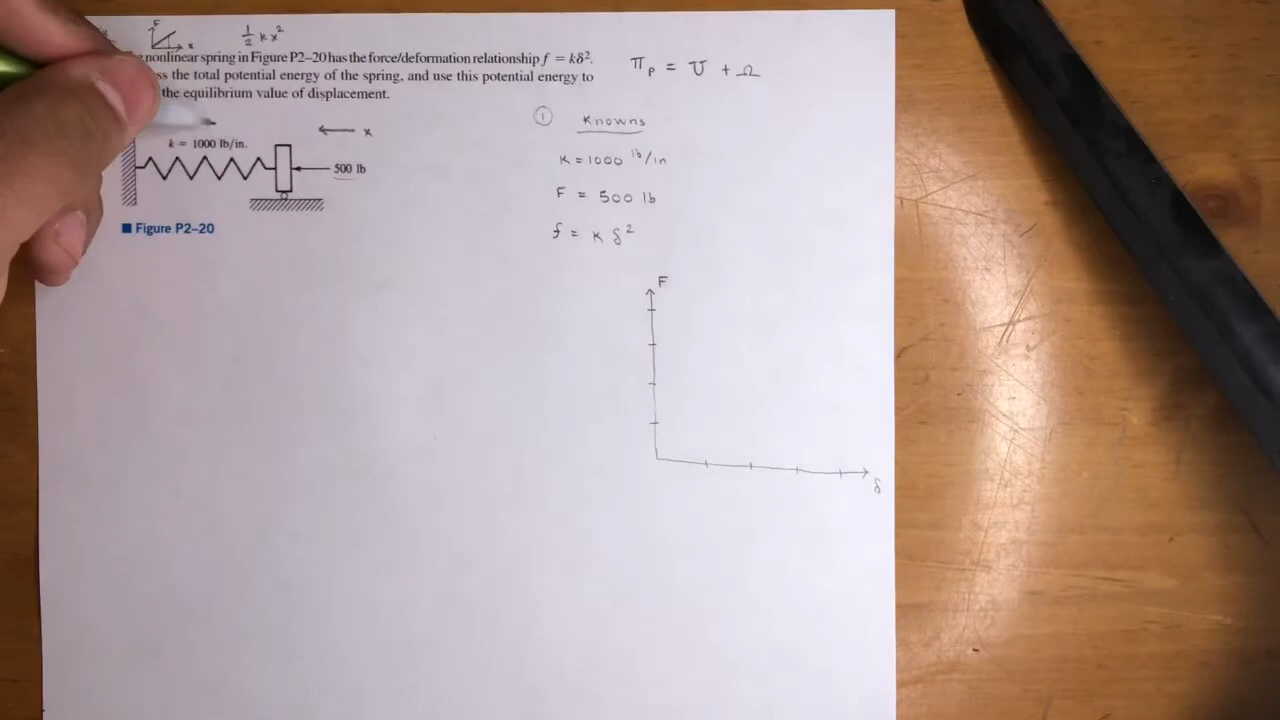 F
x
½ kx²
nonlinear spring in Figure P2–20 has the force/deformation relationship f = kδ².
the total potential energy of the spring, and use this potential energy to
the equilibrium value of displacement.
πp = U + Ω
x
k = 1000 lb/in.
500 lb
Figure P2–20
① Knowns
K = 1000 lb/in
F = 500 lb
f = K δ²
F
δ